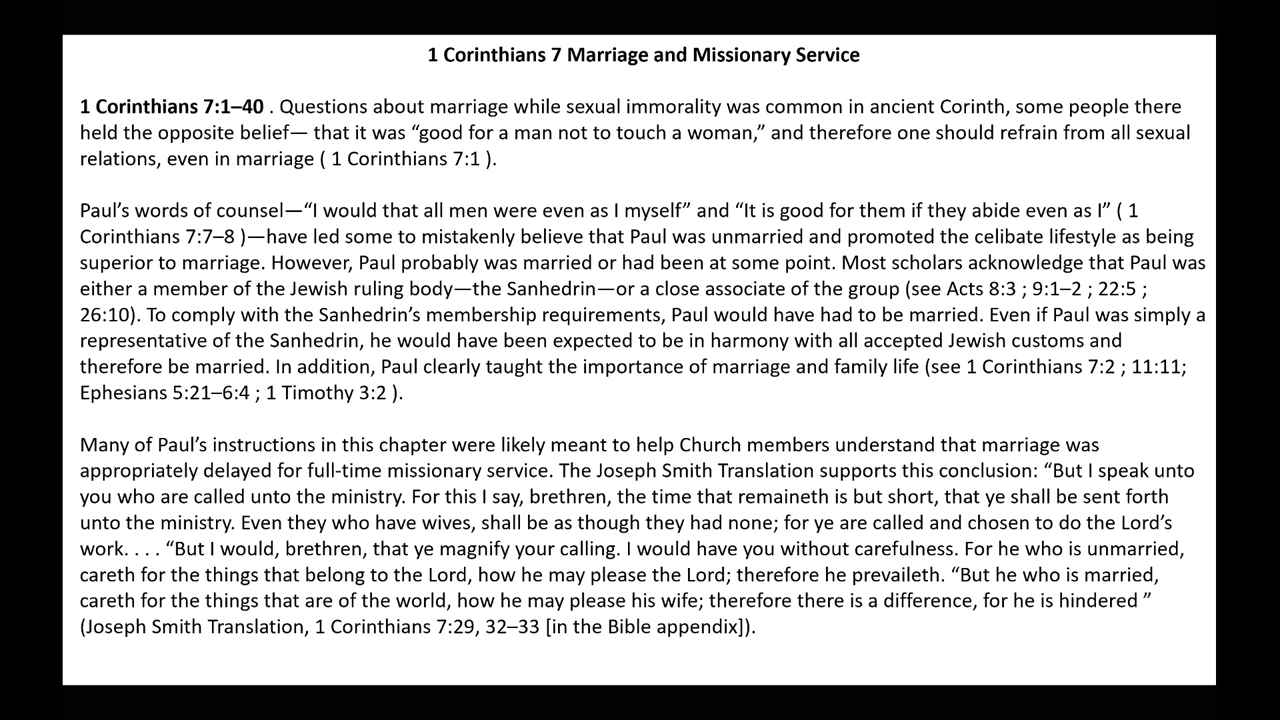 1 Corinthians 7 Marriage and Missionary Service
1 Corinthians 7:1–40 . Questions about marriage while sexual immorality was common in ancient Corinth, some people there
held the opposite belief— that it was “good for a man not to touch a woman,” and therefore one should refrain from all sexual
relations, even in marriage ( 1 Corinthians 7:1 ).
Paul’s words of counsel—“I would that all men were even as I myself” and “It is good for them if they abide even as I” ( 1
Corinthians 7:7–8 )—have led some to mistakenly believe that Paul was unmarried and promoted the celibate lifestyle as being
superior to marriage. However, Paul probably was married or had been at some point. Most scholars acknowledge that Paul was
either a member of the Jewish ruling body—the Sanhedrin—or a close associate of the group (see Acts 8:3 ; 9:1–2 ; 22:5 ;
26:10). To comply with the Sanhedrin’s membership requirements, Paul would have had to be married. Even if Paul was simply a
representative of the Sanhedrin, he would have been expected to be in harmony with all accepted Jewish customs and
therefore be married. In addition, Paul clearly taught the importance of marriage and family life (see 1 Corinthians 7:2 ; 11:11;
Ephesians 5:21–6:4 ; 1 Timothy 3:2 ).
Many of Paul’s instructions in this chapter were likely meant to help Church members understand that marriage was
appropriately delayed for full-time missionary service. The Joseph Smith Translation supports this conclusion: “But I speak unto
you who are called unto the ministry. For this I say, brethren, the time that remaineth is but short, that ye shall be sent forth
unto the ministry. Even they who have wives, shall be as though they had none; for ye are called and chosen to do the Lord’s
work. . . . “But I would, brethren, that ye magnify your calling. I would have you without carefulness. For he who is unmarried,
careth for the things that belong to the Lord, how he may please the Lord; therefore he prevaileth. “But he who is married,
careth for the things that are of the world, how he may please his wife; therefore there is a difference, for he is hindered ”
(Joseph Smith Translation, 1 Corinthians 7:29, 32–33 [in the Bible appendix]).